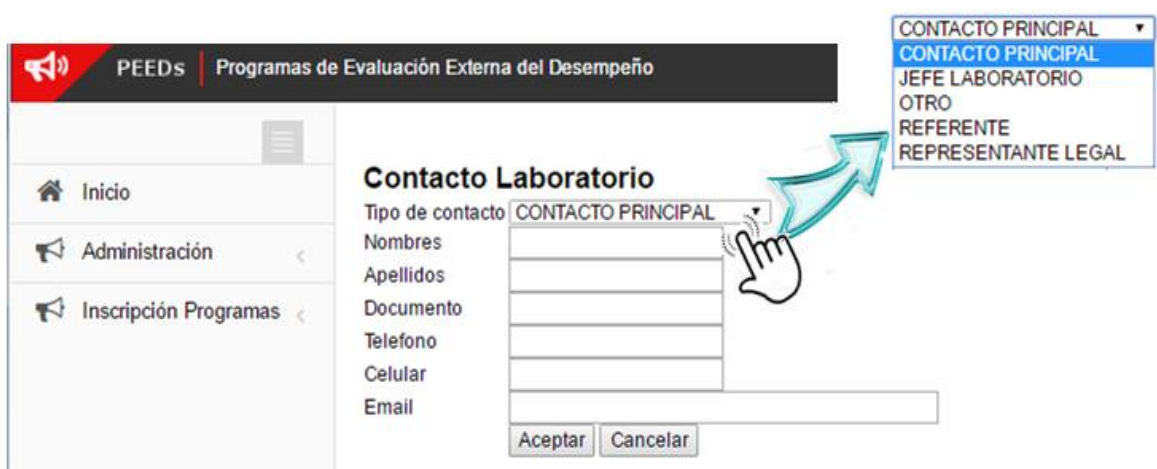 PEEDs Programas de Evaluación Externa del Desempeño
Inicio
Administración
Inscripción Programas
Contacto Laboratorio
Tipo de contacto CONTACTO PRINCIPAL
Nombres
Apellidos
Documento
Telefono
Celular
Email
Aceptar Cancelar
CONTACTO PRINCIPAL
CONTACTO PRINCIPAL
JEFE LABORATORIO
OTRO
REFERENTE
REPRESENTANTE LEGAL